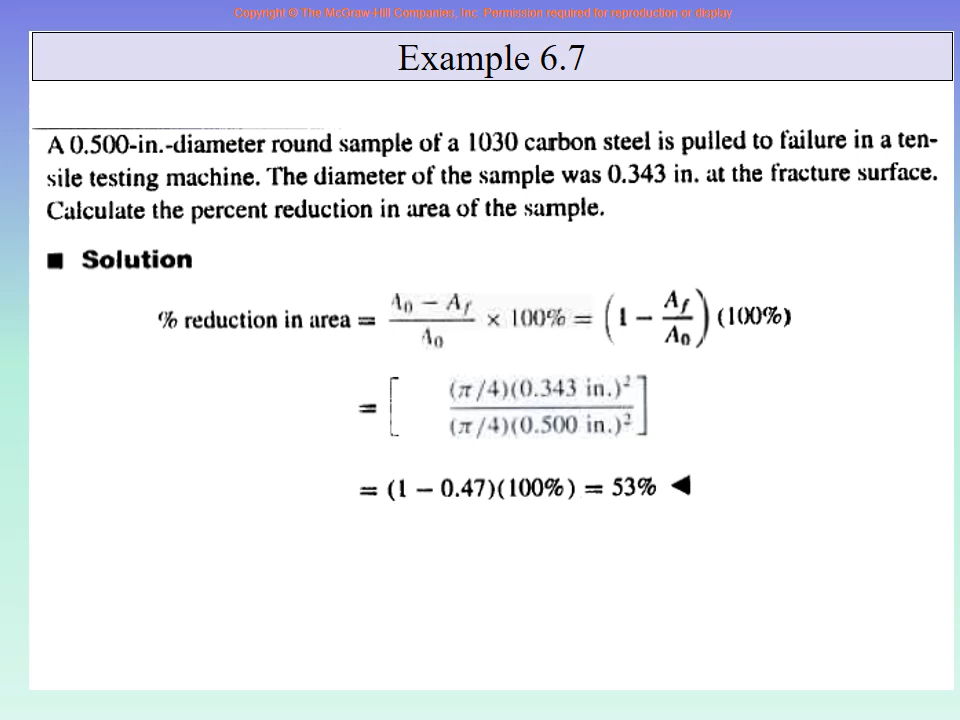 Copyright © The McGraw-Hill Companies, Inc. Permission required for reproduction or display
Example 6.7
A 0.500-in.-diameter round sample of a 1030 carbon steel is pulled to failure in a ten-
sile testing machine. The diameter of the sample was 0.343 in. at the fracture surface.
Calculate the percent reduction in area of the sample.
■ Solution
% reduction in area = (A₀ − A_f)/A₀ × 100% = (1 − A_f/A₀)(100%)
= [ (π/4)(0.343 in.)² / (π/4)(0.500 in.)² ]
= (1 − 0.47)(100%) = 53% ◄